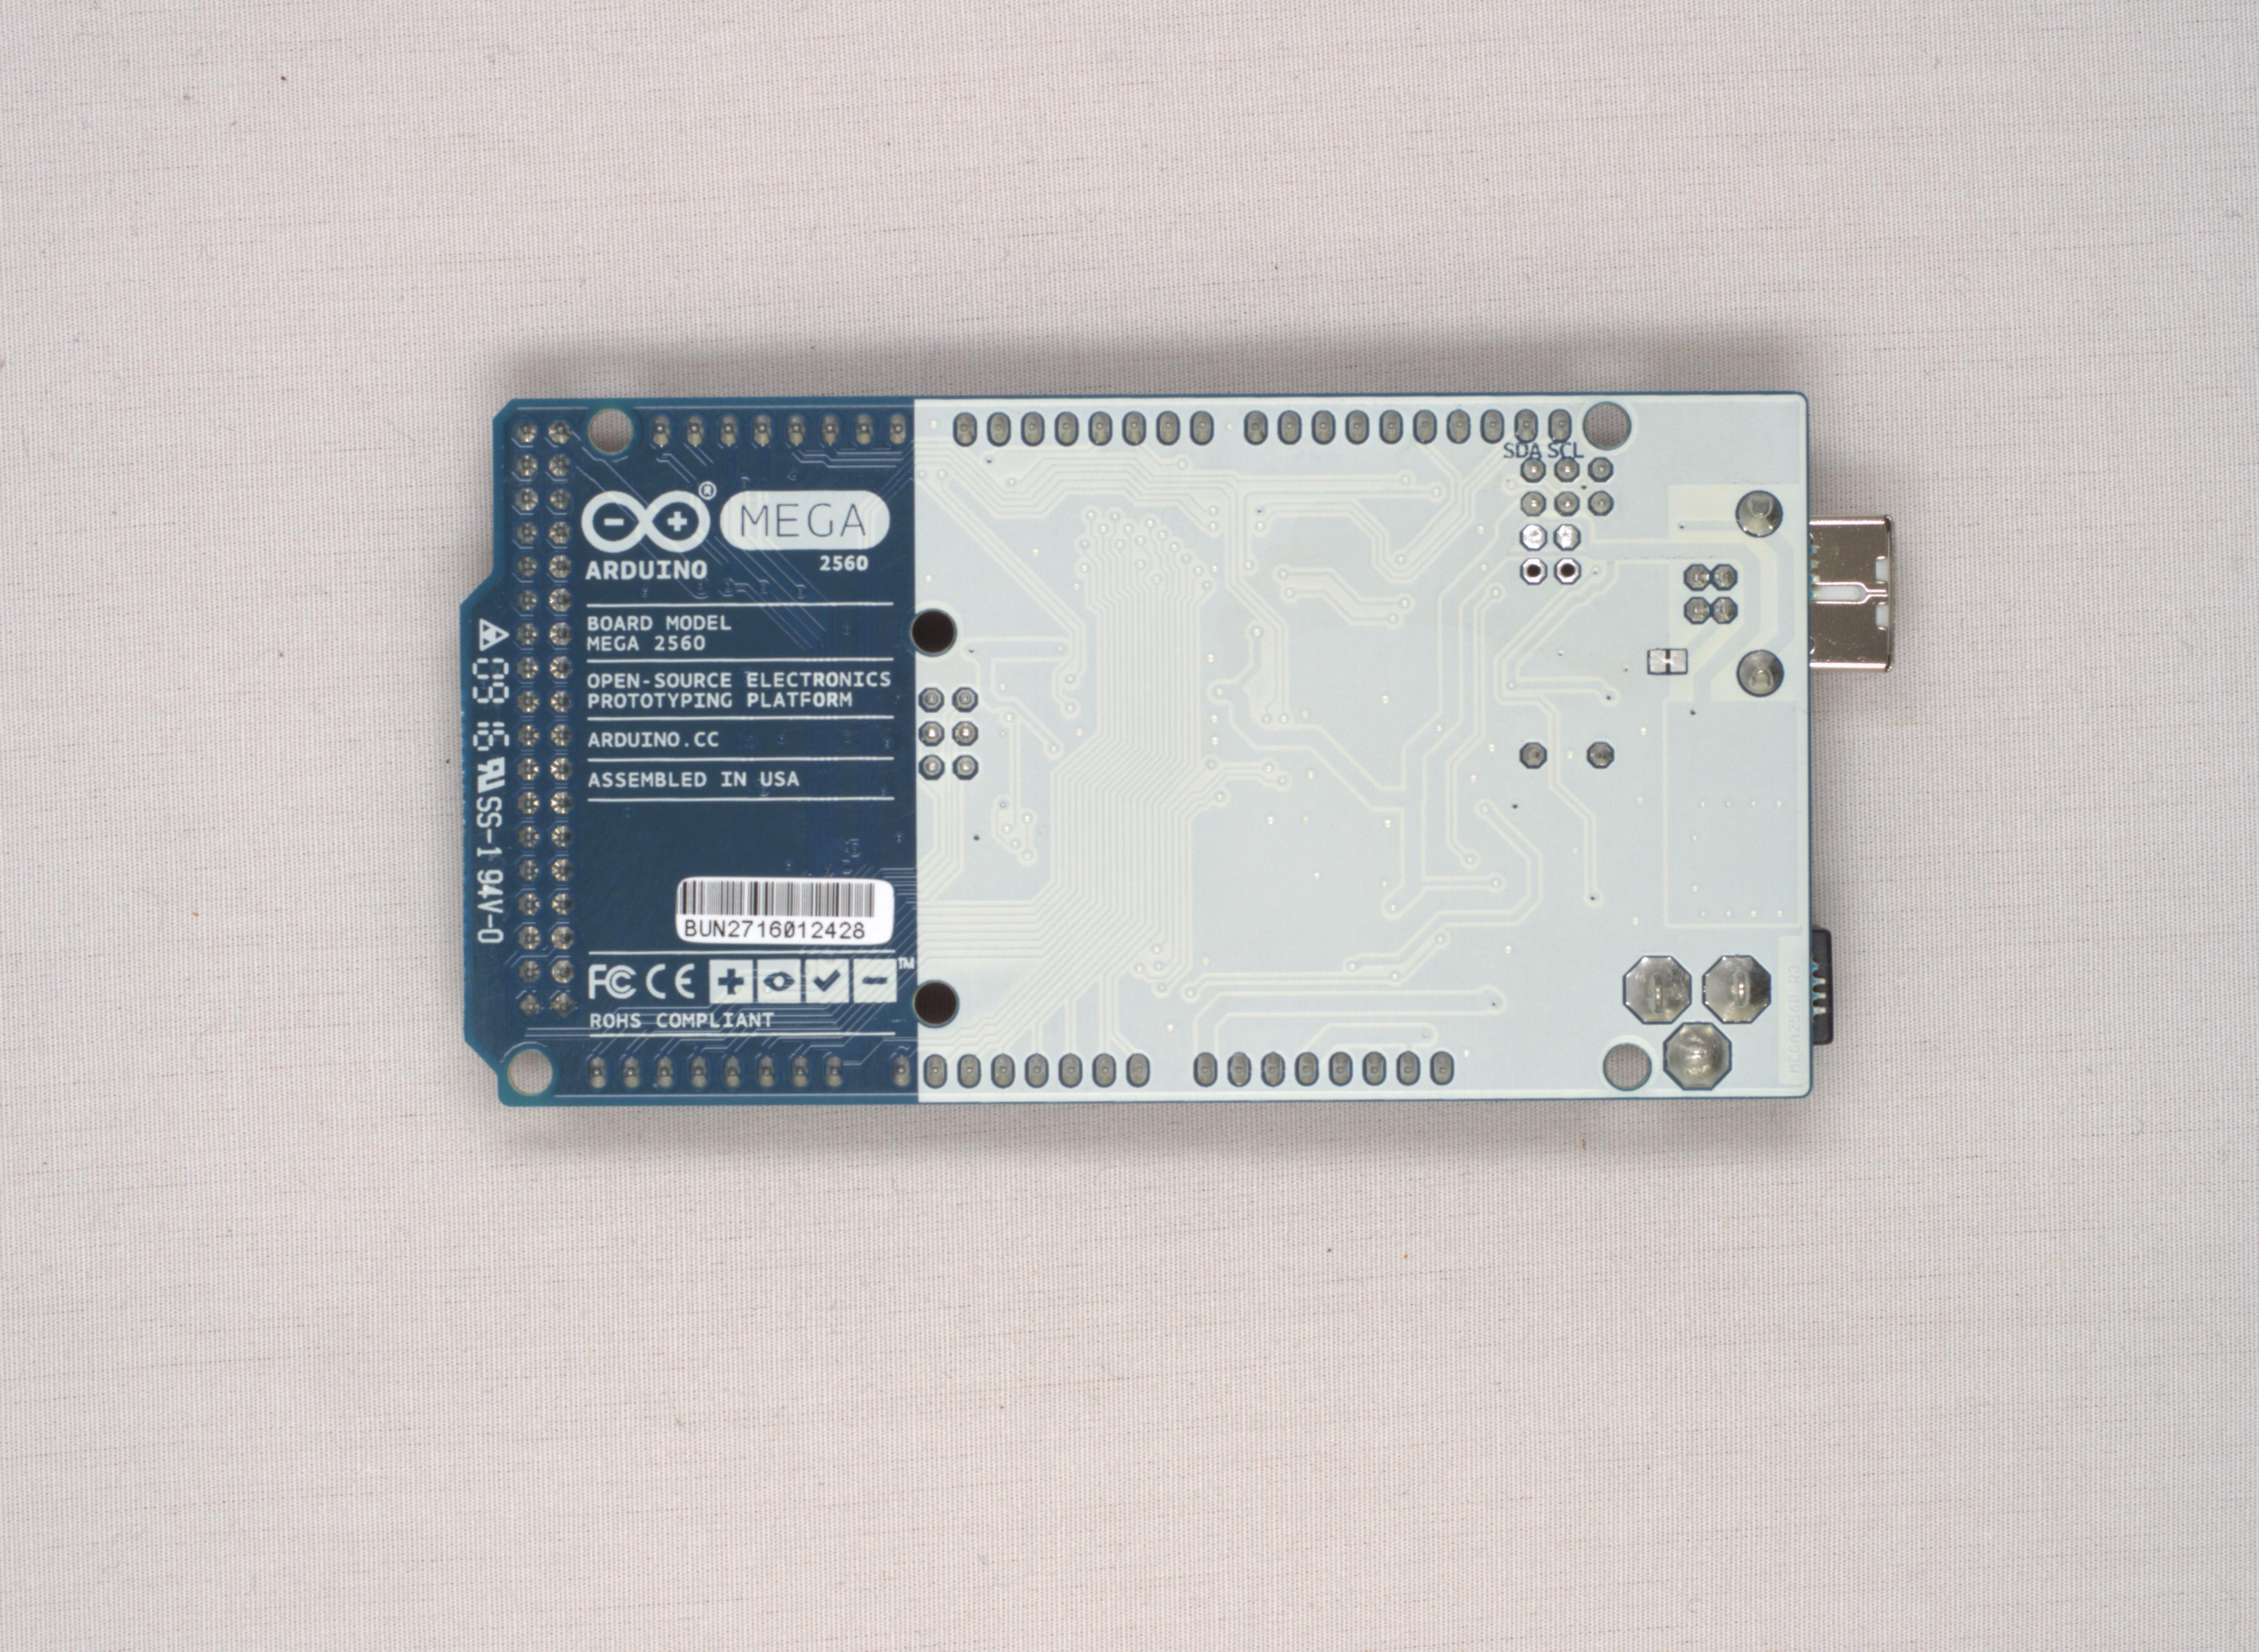 MEGA
ARDUINO
2560
BOARD MODEL
MEGA 2560
OPEN-SOURCE ELECTRONICS
PROTOTYPING PLATFORM
ARDUINO.CC
ASSEMBLED IN USA
BUN2716012428
FC CE
TM
ROHS COMPLIANT
SS-1 94V-0
SDA SCL